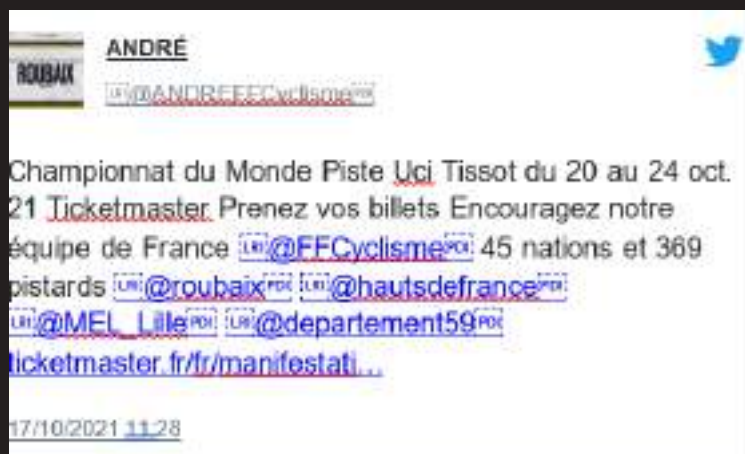 ROUBAIX
ANDRÉ
@ANDREFFCyclisme
Championnat du Monde Piste Uci Tissot du 20 au 24 oct.
21 Ticketmaster Prenez vos billets Encouragez notre
équipe de France @FFCyclisme 45 nations et 369
pistards @roubaix @hautsdefrance
@MEL_Lille @departement59
ticketmaster.fr/fr/manifestati...
17/10/2021 11:28